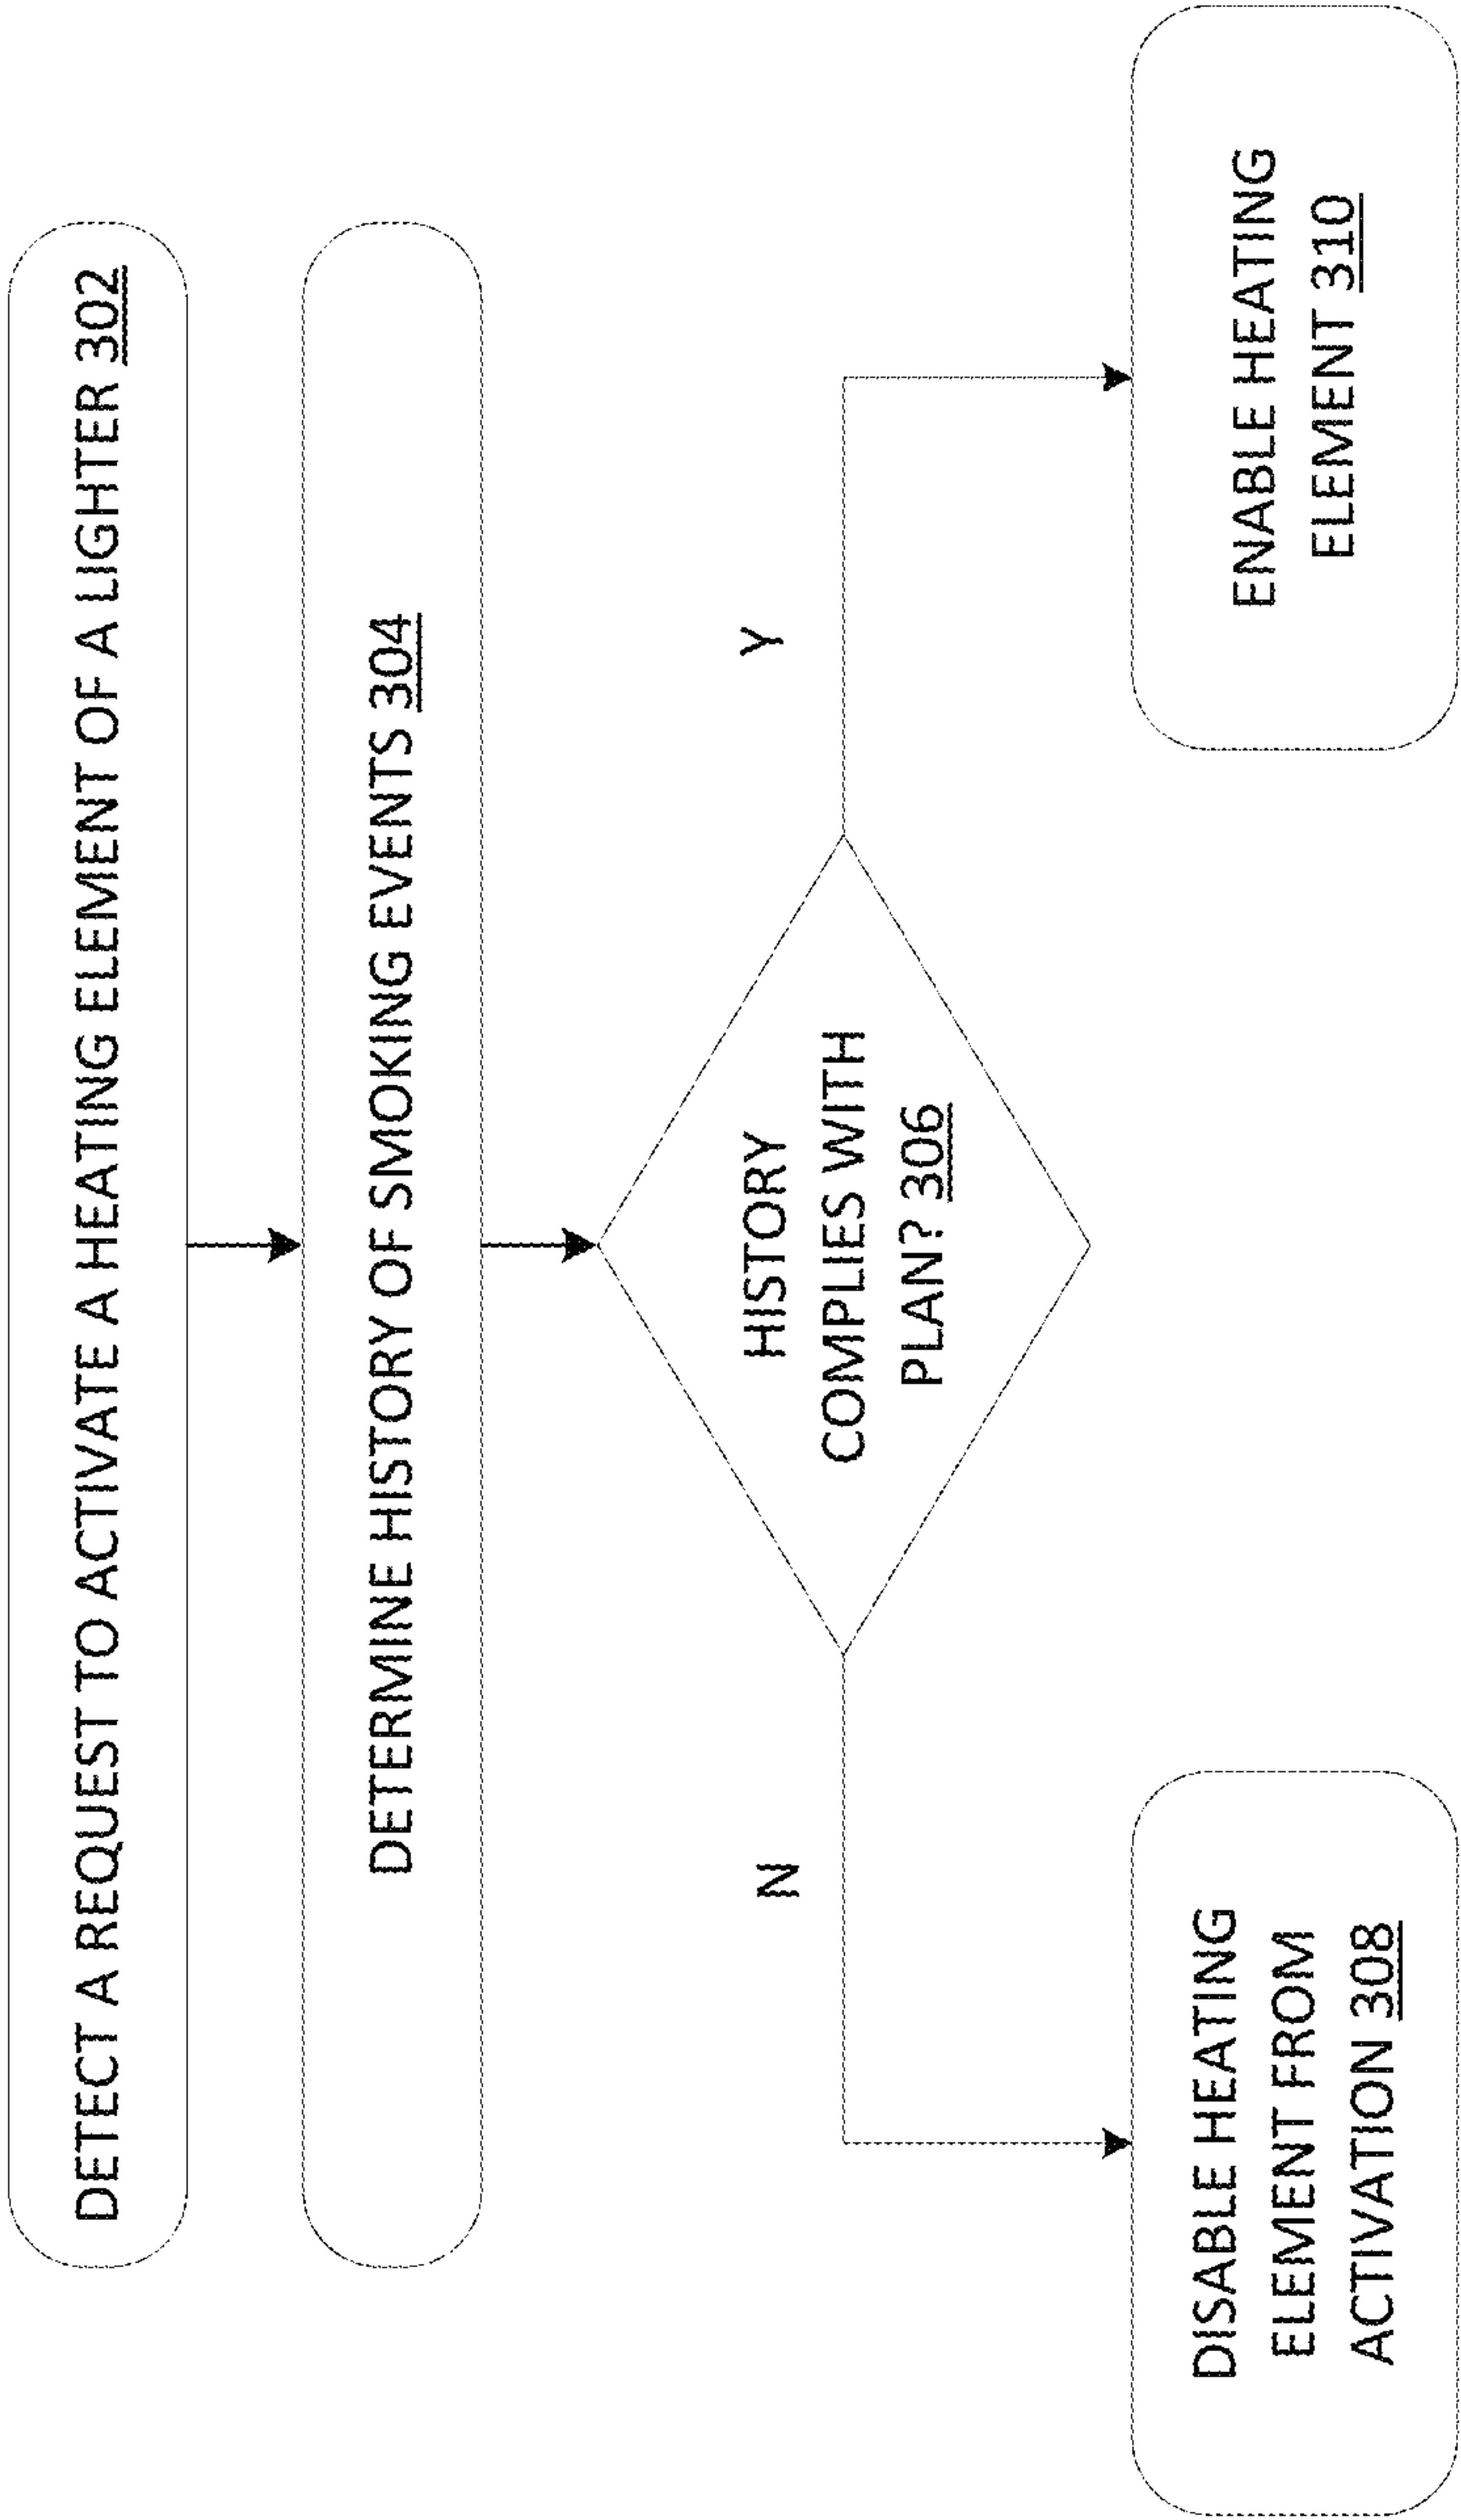 DETECT A REQUEST TO ACTIVATE A HEATING ELEMENT OF A LIGHTER 302
DETERMINE HISTORY OF SMOKING EVENTS 304
HISTORY
COMPLIES WITH
PLAN? 306
N
Y
DISABLE HEATING
ELEMENT FROM
ACTIVATION 308
ENABLE HEATING
ELEMENT 310